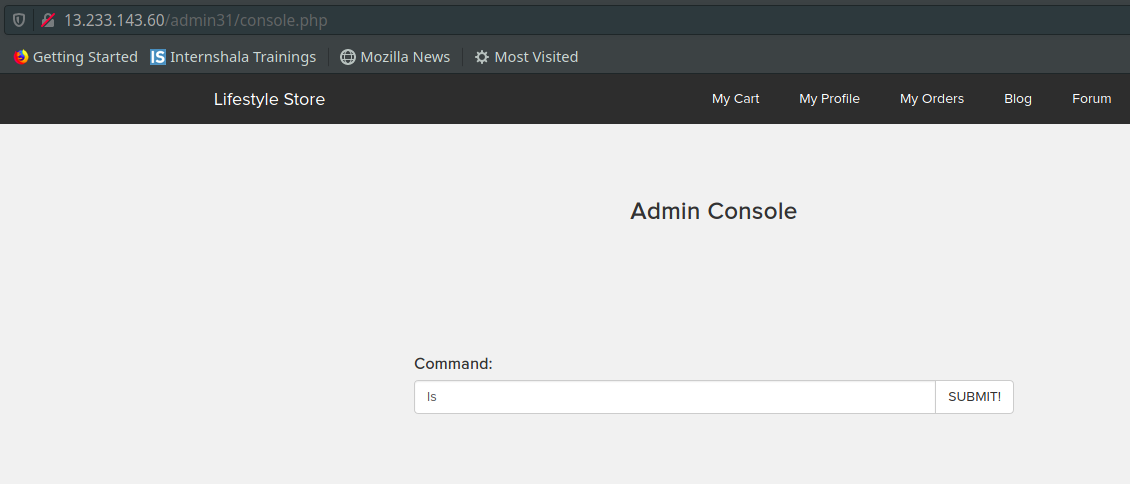 13.233.143.60/admin31/console.php
Getting Started Internshala Trainings Mozilla News Most Visited
Lifestyle Store My Cart My Profile My Orders Blog Forum
Admin Console
Command:
ls SUBMIT!